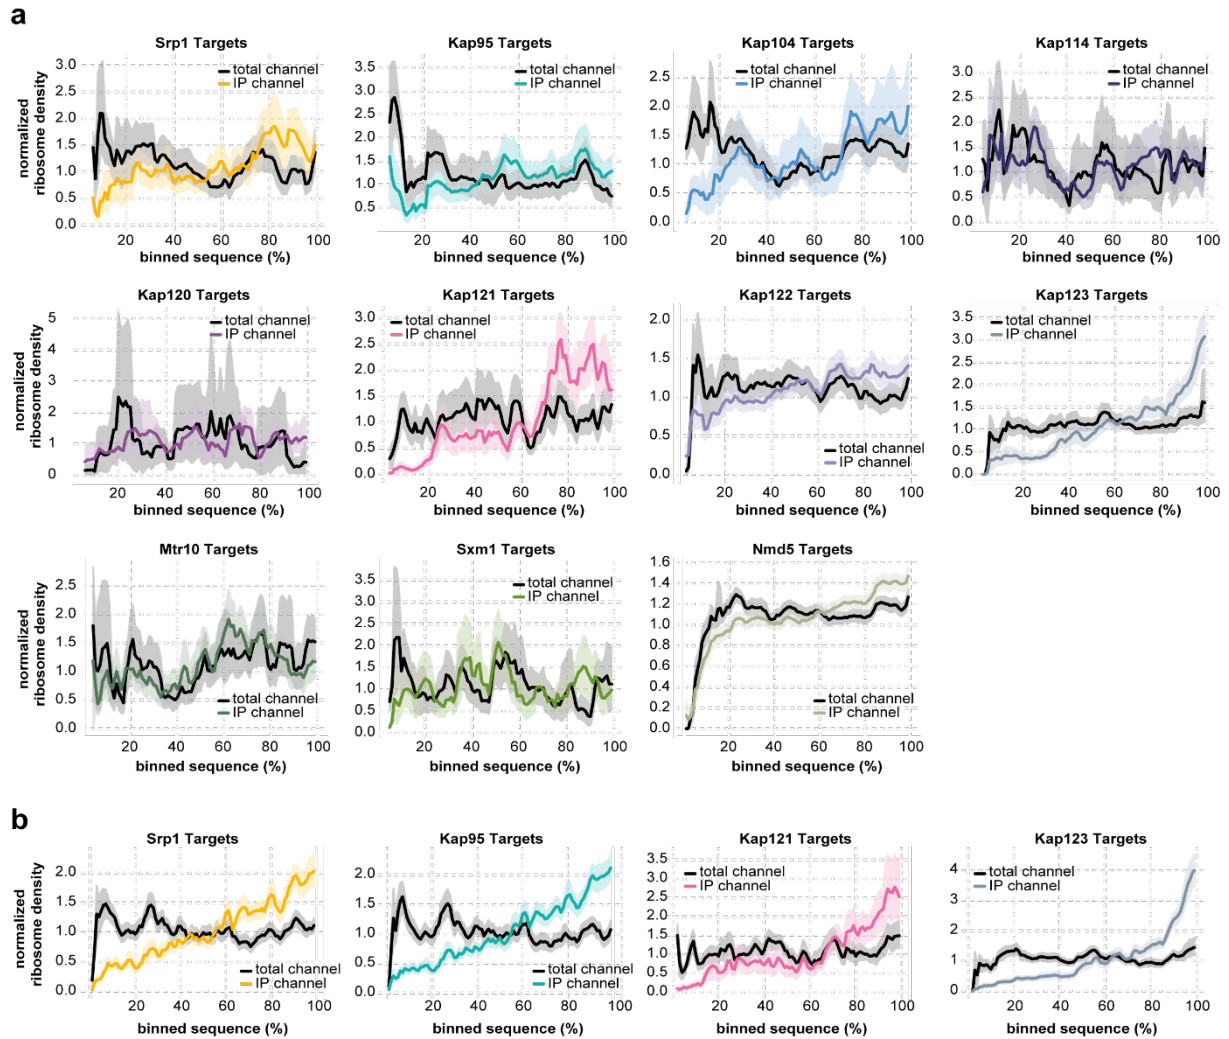 a
Srp1 Targets
Kap95 Targets
Kap104 Targets
Kap114 Targets
normalized
ribosome density
3.0
2.5
2.0
1.5
1.0
0.5
0.0
total channel
IP channel
20 40 60 80 100
binned sequence (%)
3.5
3.0
2.5
2.0
1.5
1.0
0.5
total channel
IP channel
20 40 60 80 100
binned sequence (%)
2.5
2.0
1.5
1.0
0.5
0.0
total channel
IP channel
20 40 60 80 100
binned sequence (%)
3.0
2.5
2.0
1.5
1.0
0.5
0.0
total channel
IP channel
20 40 60 80 100
binned sequence (%)
Kap120 Targets
Kap121 Targets
Kap122 Targets
Kap123 Targets
normalized
ribosome density
5
4
3
2
1
0
total channel
IP channel
20 40 60 80 100
binned sequence (%)
3.0
2.5
2.0
1.5
1.0
0.5
0.0
total channel
IP channel
20 40 60 80 100
binned sequence (%)
2.0
1.5
1.0
0.5
0.0
total channel
IP channel
20 40 60 80 100
binned sequence (%)
3.5
3.0
2.5
2.0
1.5
1.0
0.5
0.0
total channel
IP channel
20 40 60 80 100
binned sequence (%)
Mtr10 Targets
Sxm1 Targets
Nmd5 Targets
normalized
ribosome density
2.5
2.0
1.5
1.0
0.5
0.0
total channel
IP channel
20 40 60 80 100
binned sequence (%)
3.5
3.0
2.5
2.0
1.5
1.0
0.5
0.0
total channel
IP channel
20 40 60 80 100
binned sequence (%)
1.6
1.4
1.2
1.0
0.8
0.6
0.4
0.2
0.0
total channel
IP channel
20 40 60 80 100
binned sequence (%)
b
Srp1 Targets
Kap95 Targets
Kap121 Targets
Kap123 Targets
normalized
ribosome density
2.0
1.5
1.0
0.5
0.0
total channel
IP channel
0 20 40 60 80 100
binned sequence (%)
2.0
1.5
1.0
0.5
0.0
total channel
IP channel
0 20 40 60 80 100
binned sequence (%)
3.5
3.0
2.5
2.0
1.5
1.0
0.5
0.0
total channel
IP channel
20 40 60 80 100
binned sequence (%)
4
3
2
1
0
total channel
IP channel
20 40 60 80 100
binned sequence (%)